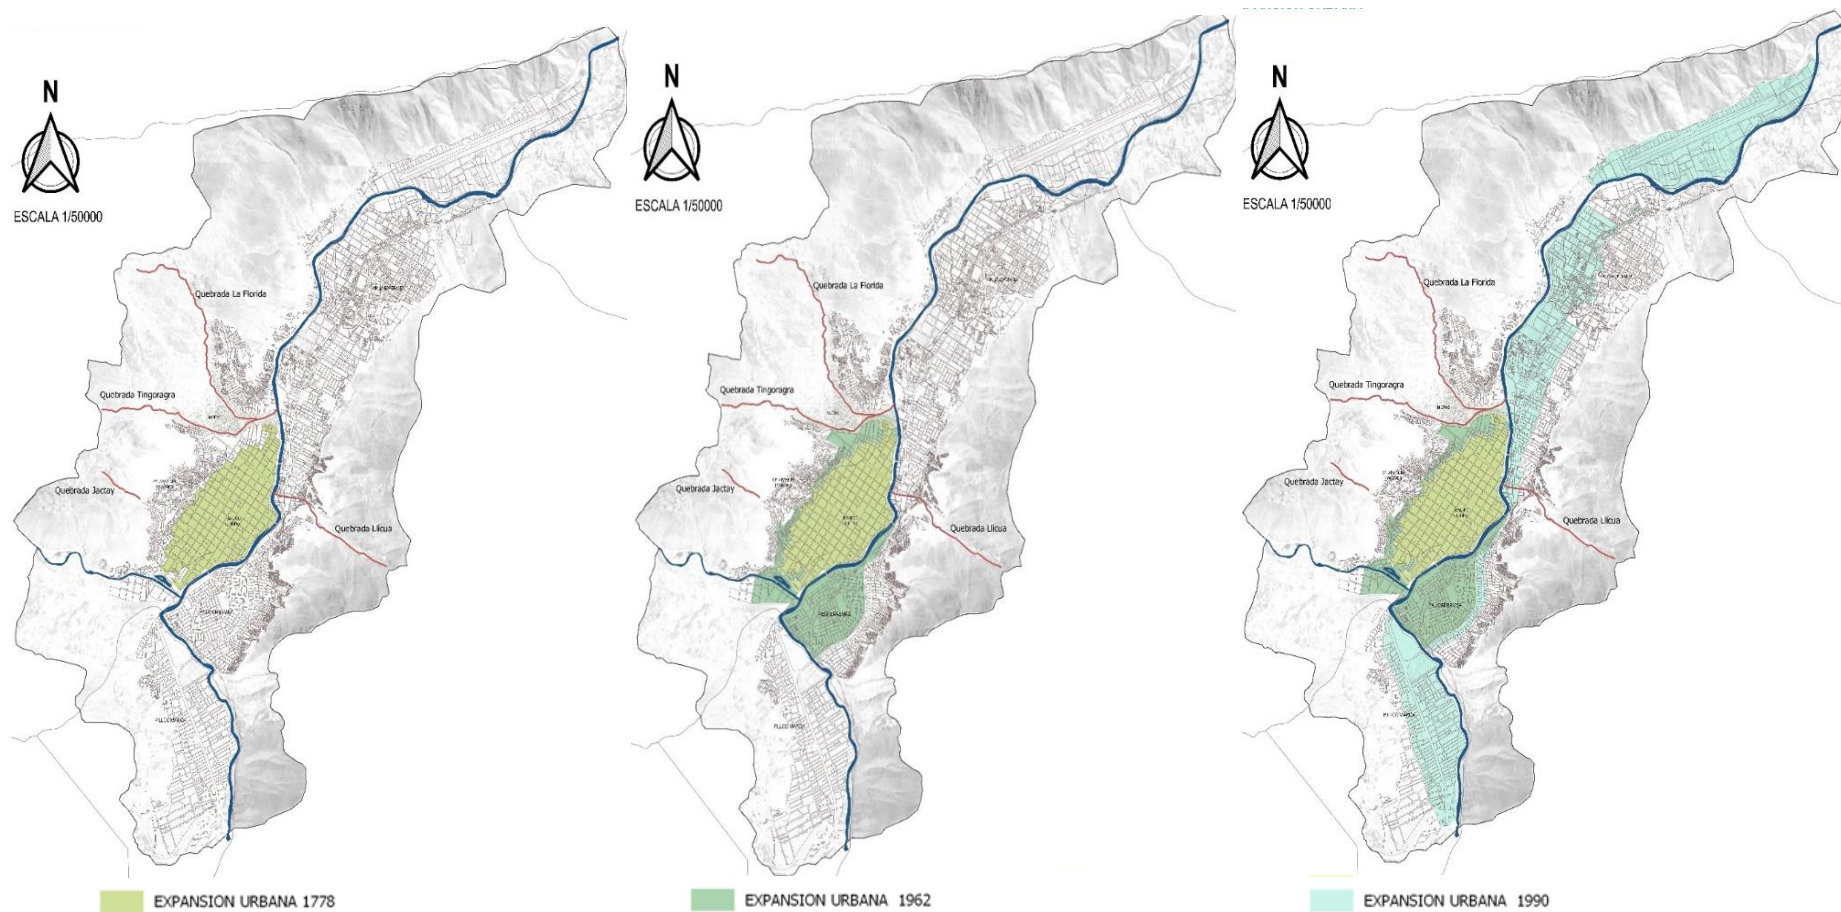 N
ESCALA 1/50000
Quebrada La Florida
Quebrada Tingoragra
Quebrada Jactay
Quebrada Llicua
EXPANSION URBANA 1778
N
ESCALA 1/50000
Quebrada La Florida
Quebrada Tingoragra
Quebrada Jactay
PAUCARBAMBA
Quebrada Llicua
EXPANSION URBANA 1962
N
ESCALA 1/50000
Quebrada La Florida
Quebrada Tingoragra
Quebrada Jactay
Quebrada Llicua
PAUCARBAMBA
EXPANSION URBANA 1990